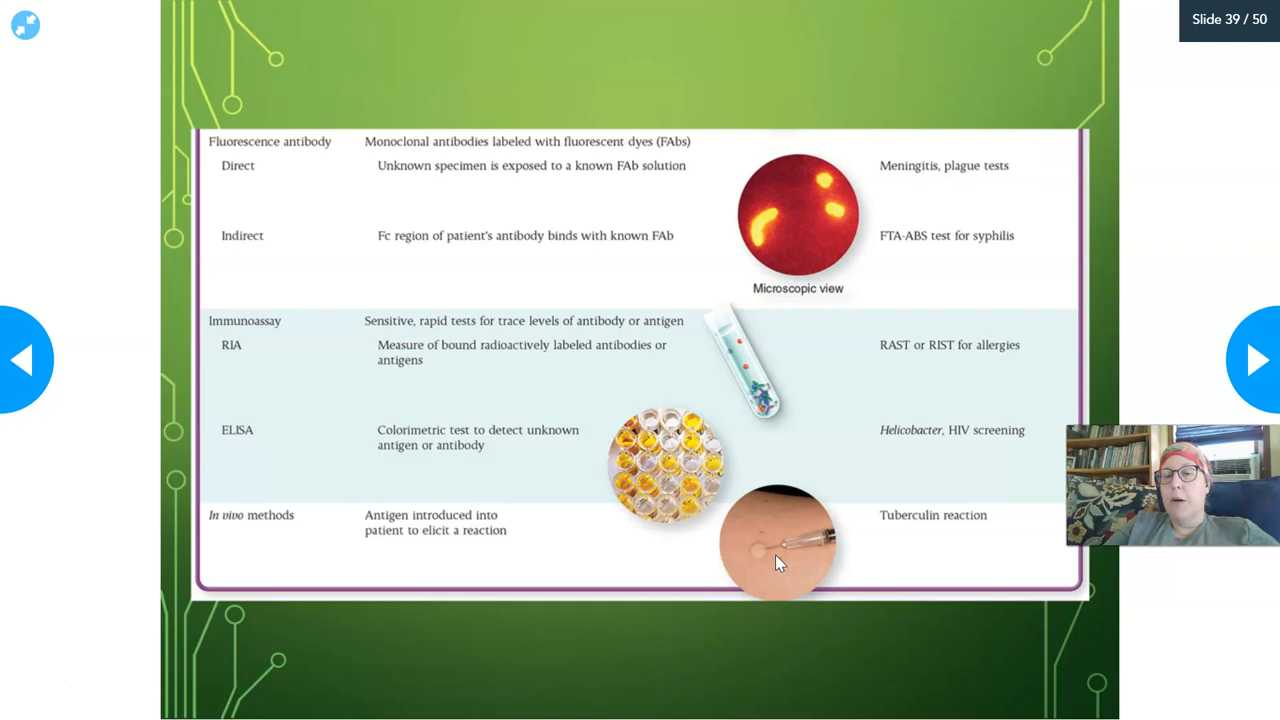 Slide 39 / 50
Fluorescence antibody
Monoclonal antibodies labeled with fluorescent dyes (FAbs)
Direct
Unknown specimen is exposed to a known FAb solution
Meningitis, plague tests
Indirect
Fc region of patient's antibody binds with known FAb
FTA-ABS test for syphilis
Microscopic view
Immunoassay
Sensitive, rapid tests for trace levels of antibody or antigen
RIA
Measure of bound radioactively labeled antibodies or
antigens
RAST or RIST for allergies
ELISA
Colorimetric test to detect unknown
antigen or antibody
Helicobacter, HIV screening
In vivo methods
Antigen introduced into
patient to elicit a reaction
Tuberculin reaction